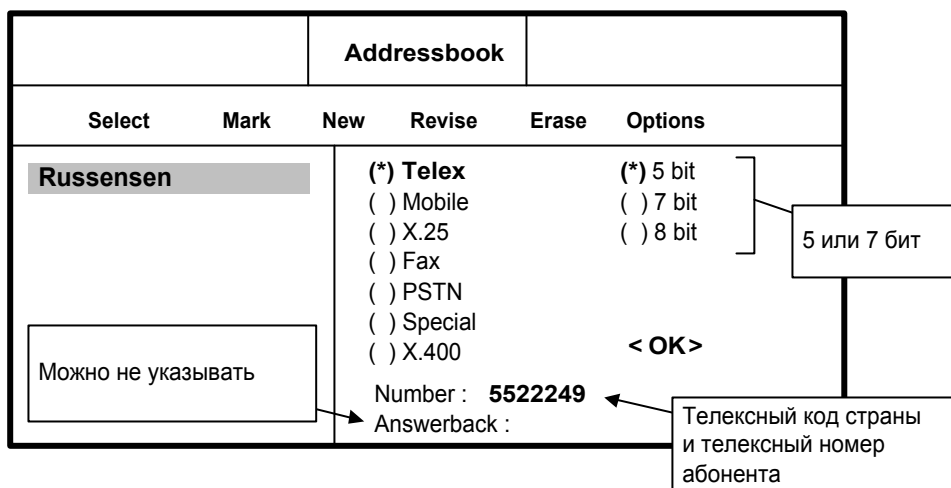 Addressbook
Select Mark New Revise Erase Options
Russensen
(*) Telex (*) 5 bit
( ) Mobile ( ) 7 bit
( ) X.25 ( ) 8 bit
5 или 7 бит
( ) Fax
( ) PSTN
( ) Special
( ) X.400 < OK>
Можно не указывать
Number : 5522249
Answerback :
Телексный код страны
и телексный номер
абонента